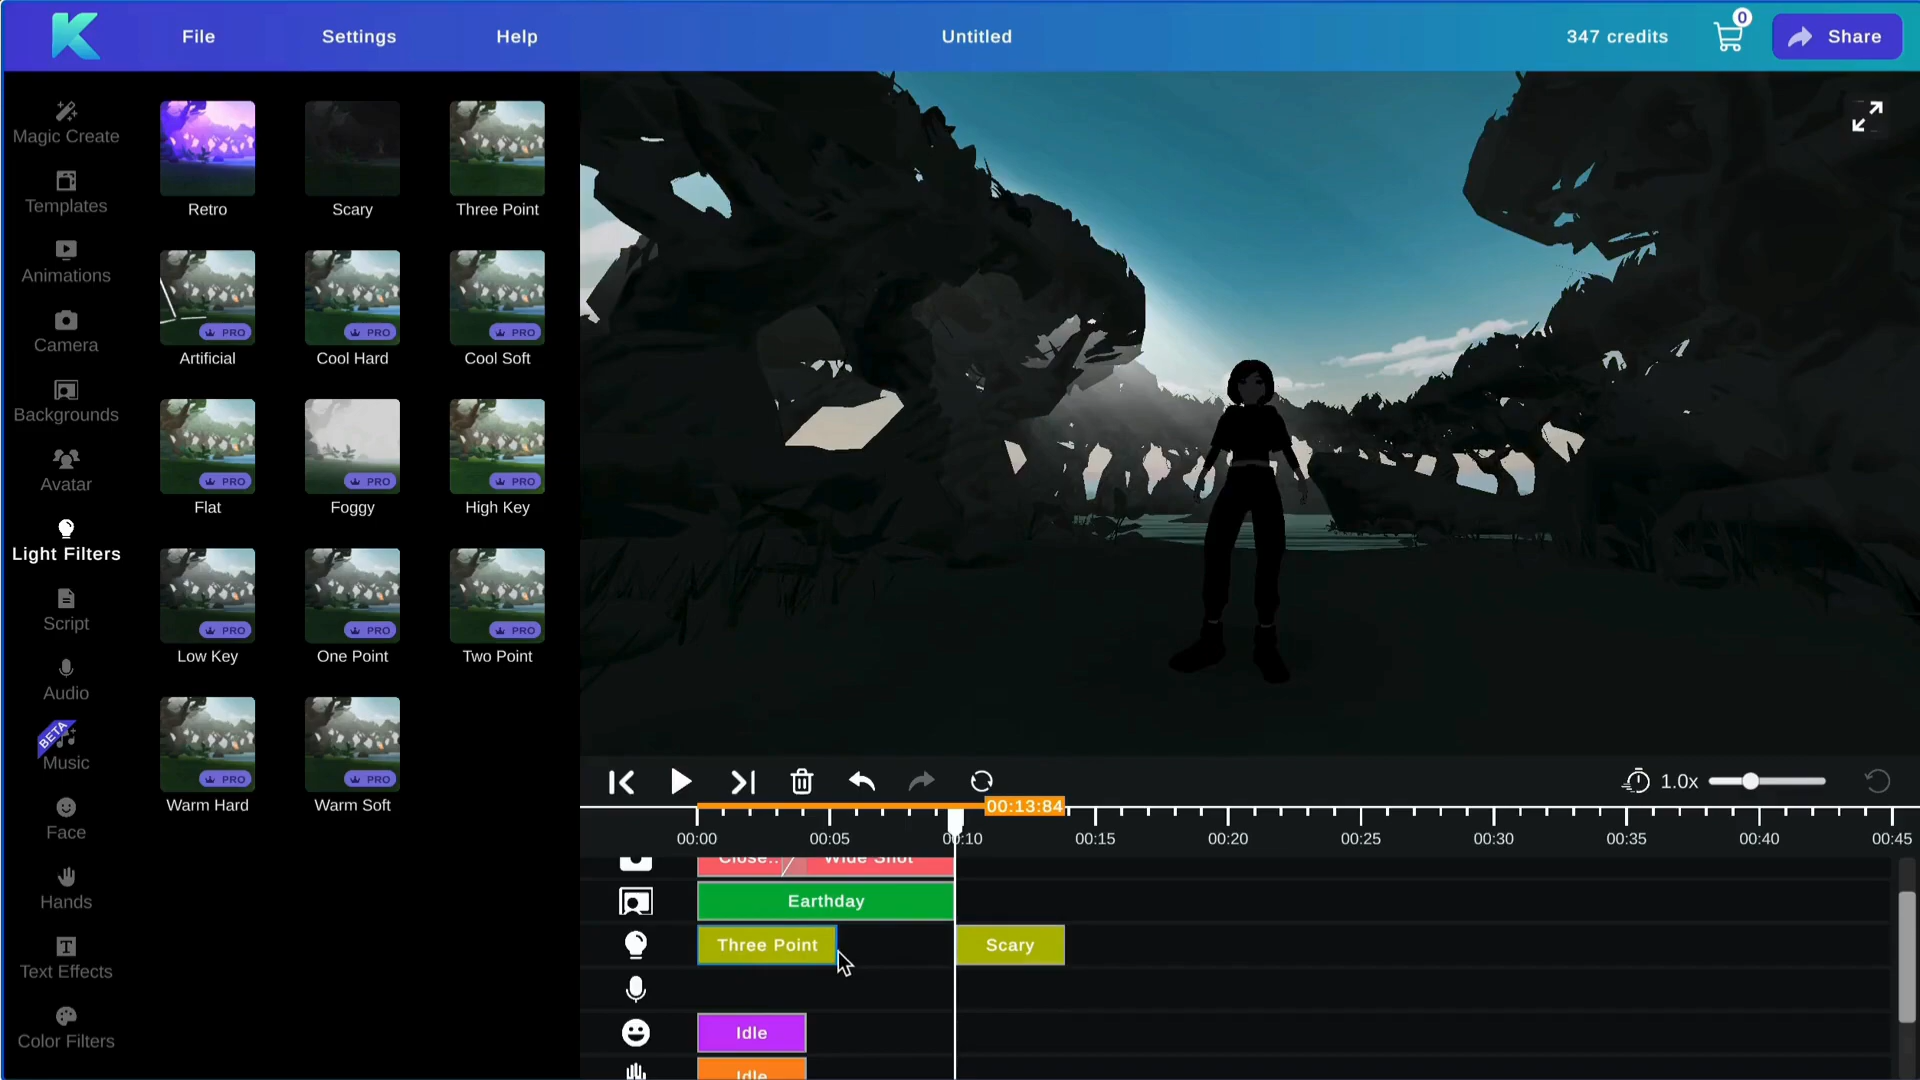 File
Settings
Help
Untitled
347 credits
0
Share
Magic Create
Templates
Animations
Camera
Backgrounds
Avatar
Light Filters
Script
Audio
BETA
Music
Face
Hands
Text Effects
Color Filters
Retro
Scary
Three Point
PRO
PRO
PRO
Artificial
Cool Hard
Cool Soft
PRO
PRO
PRO
Flat
Foggy
High Key
PRO
PRO
PRO
Low Key
One Point
Two Point
PRO
PRO
Warm Hard
Warm Soft
1.0x
00:13:84
00:00
00:05
00:10
00:15
00:20
00:25
00:30
00:35
00:40
00:45
Close..
Wide Shot
Earthday
Three Point
Scary
Idle
Idle